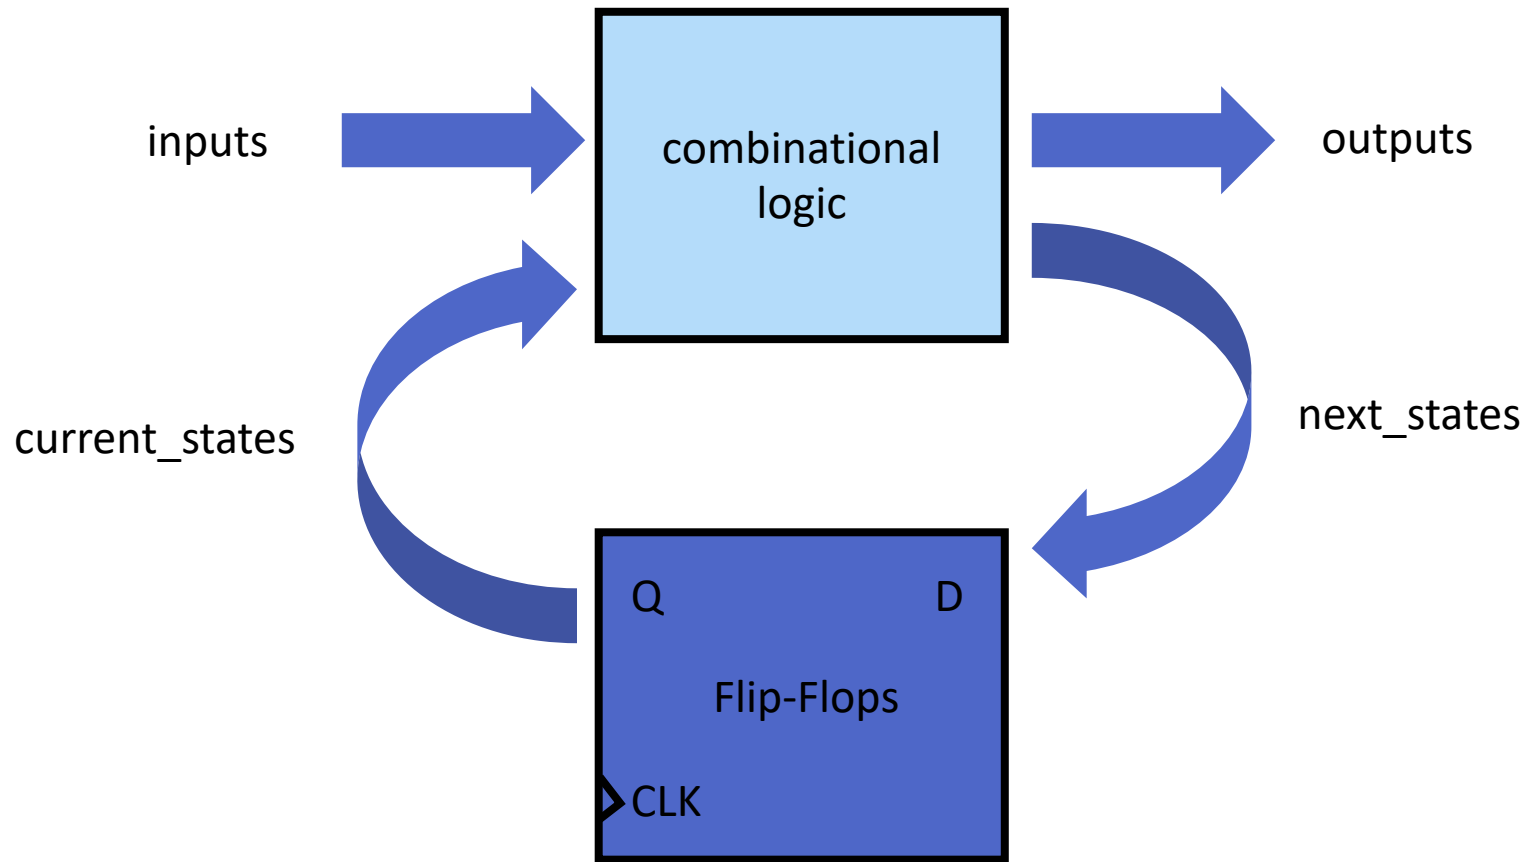 inputs
combinational
logic
outputs
current_states
next_states
Q
D
Flip-Flops
CLK